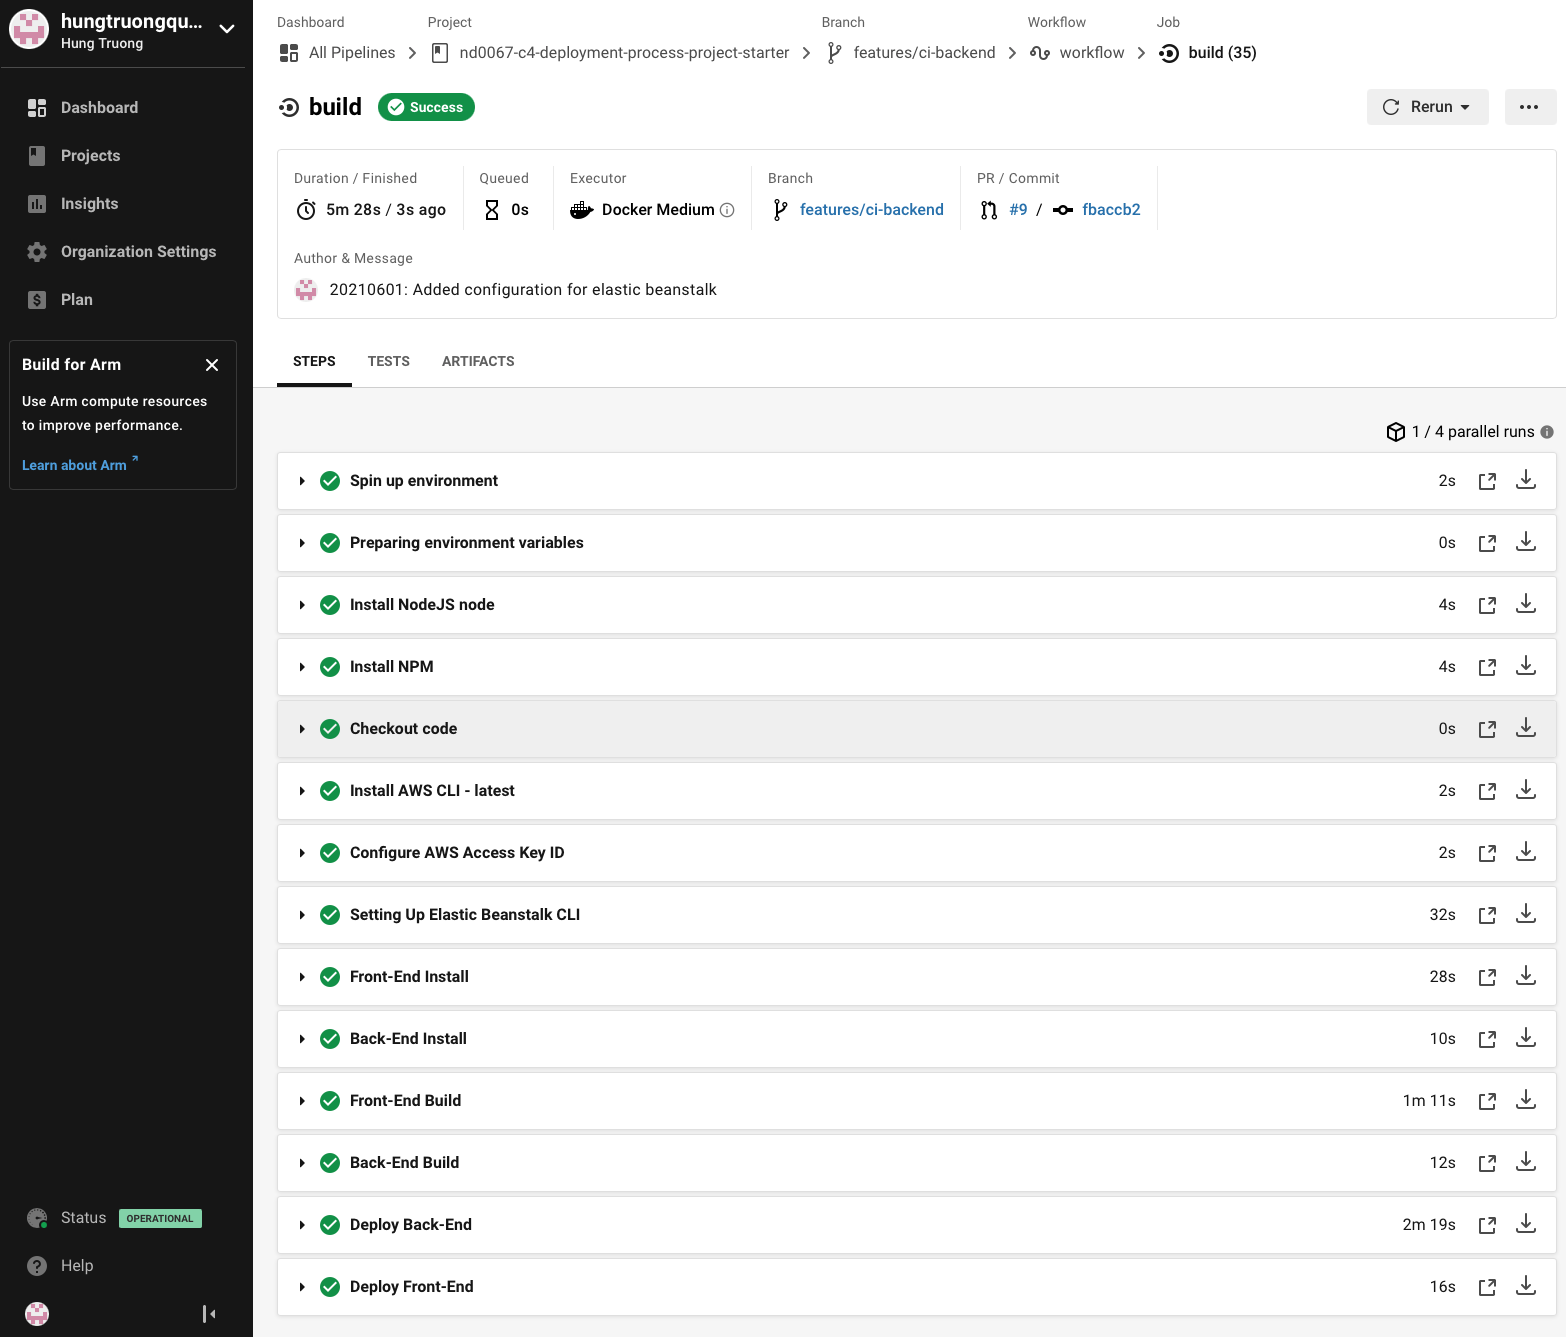 hungtruongqu...
Hung Truong
Dashboard
Projects
Insights
Organization Settings
Plan
Build for Arm
Use Arm compute resources
to improve performance.
Learn about Arm
Status OPERATIONAL
Help
Dashboard Project Branch Workflow Job
All Pipelines nd0067-c4-deployment-process-project-starter features/ci-backend workflow build (35)
build Success
Rerun
Duration / Finished Queued Executor Branch PR / Commit
5m 28s / 3s ago 0s Docker Medium features/ci-backend #9 / fbaccb2
Author & Message
20210601: Added configuration for elastic beanstalk
STEPS TESTS ARTIFACTS
1 / 4 parallel runs
Spin up environment 2s
Preparing environment variables 0s
Install NodeJS node 4s
Install NPM 4s
Checkout code 0s
Install AWS CLI - latest 2s
Configure AWS Access Key ID 2s
Setting Up Elastic Beanstalk CLI 32s
Front-End Install 28s
Back-End Install 10s
Front-End Build 1m 11s
Back-End Build 12s
Deploy Back-End 2m 19s
Deploy Front-End 16s